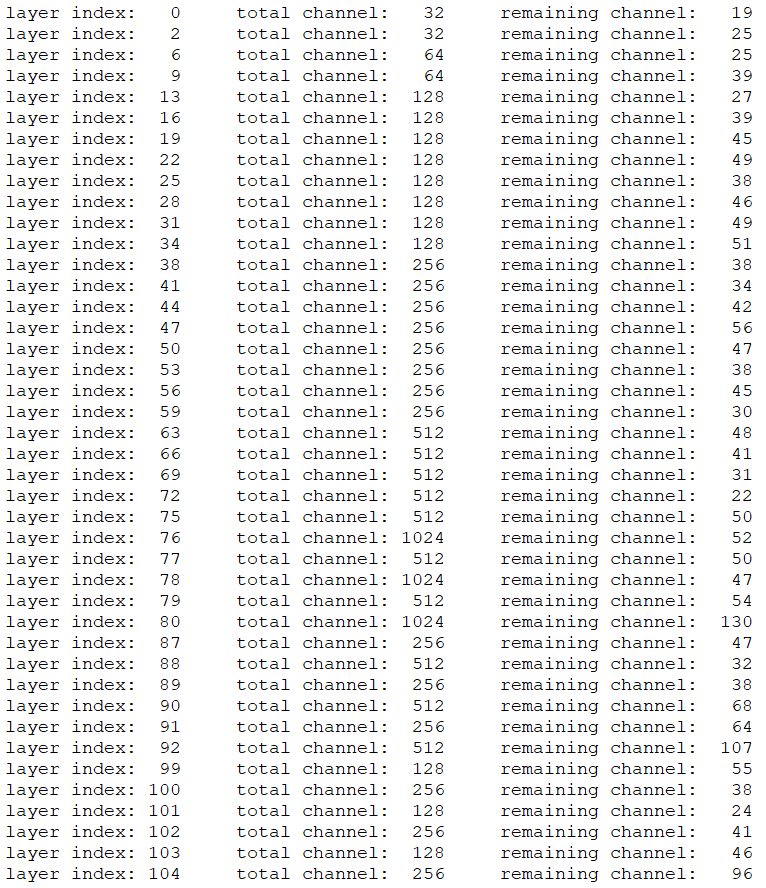 layer index:   0     total channel:   32     remaining channel:   19
layer index:   2     total channel:   32     remaining channel:   25
layer index:   6     total channel:   64     remaining channel:   25
layer index:   9     total channel:   64     remaining channel:   39
layer index:  13     total channel:  128     remaining channel:   27
layer index:  16     total channel:  128     remaining channel:   39
layer index:  19     total channel:  128     remaining channel:   45
layer index:  22     total channel:  128     remaining channel:   49
layer index:  25     total channel:  128     remaining channel:   38
layer index:  28     total channel:  128     remaining channel:   46
layer index:  31     total channel:  128     remaining channel:   49
layer index:  34     total channel:  128     remaining channel:   51
layer index:  38     total channel:  256     remaining channel:   38
layer index:  41     total channel:  256     remaining channel:   34
layer index:  44     total channel:  256     remaining channel:   42
layer index:  47     total channel:  256     remaining channel:   56
layer index:  50     total channel:  256     remaining channel:   47
layer index:  53     total channel:  256     remaining channel:   38
layer index:  56     total channel:  256     remaining channel:   45
layer index:  59     total channel:  256     remaining channel:   30
layer index:  63     total channel:  512     remaining channel:   48
layer index:  66     total channel:  512     remaining channel:   41
layer index:  69     total channel:  512     remaining channel:   31
layer index:  72     total channel:  512     remaining channel:   22
layer index:  75     total channel:  512     remaining channel:   50
layer index:  76     total channel: 1024     remaining channel:   52
layer index:  77     total channel:  512     remaining channel:   50
layer index:  78     total channel: 1024     remaining channel:   47
layer index:  79     total channel:  512     remaining channel:   54
layer index:  80     total channel: 1024     remaining channel:  130
layer index:  87     total channel:  256     remaining channel:   47
layer index:  88     total channel:  512     remaining channel:   32
layer index:  89     total channel:  256     remaining channel:   38
layer index:  90     total channel:  512     remaining channel:   68
layer index:  91     total channel:  256     remaining channel:   64
layer index:  92     total channel:  512     remaining channel:  107
layer index:  99     total channel:  128     remaining channel:   55
layer index: 100     total channel:  256     remaining channel:   38
layer index: 101     total channel:  128     remaining channel:   24
layer index: 102     total channel:  256     remaining channel:   41
layer index: 103     total channel:  128     remaining channel:   46
layer index: 104     total channel:  256     remaining channel:   96